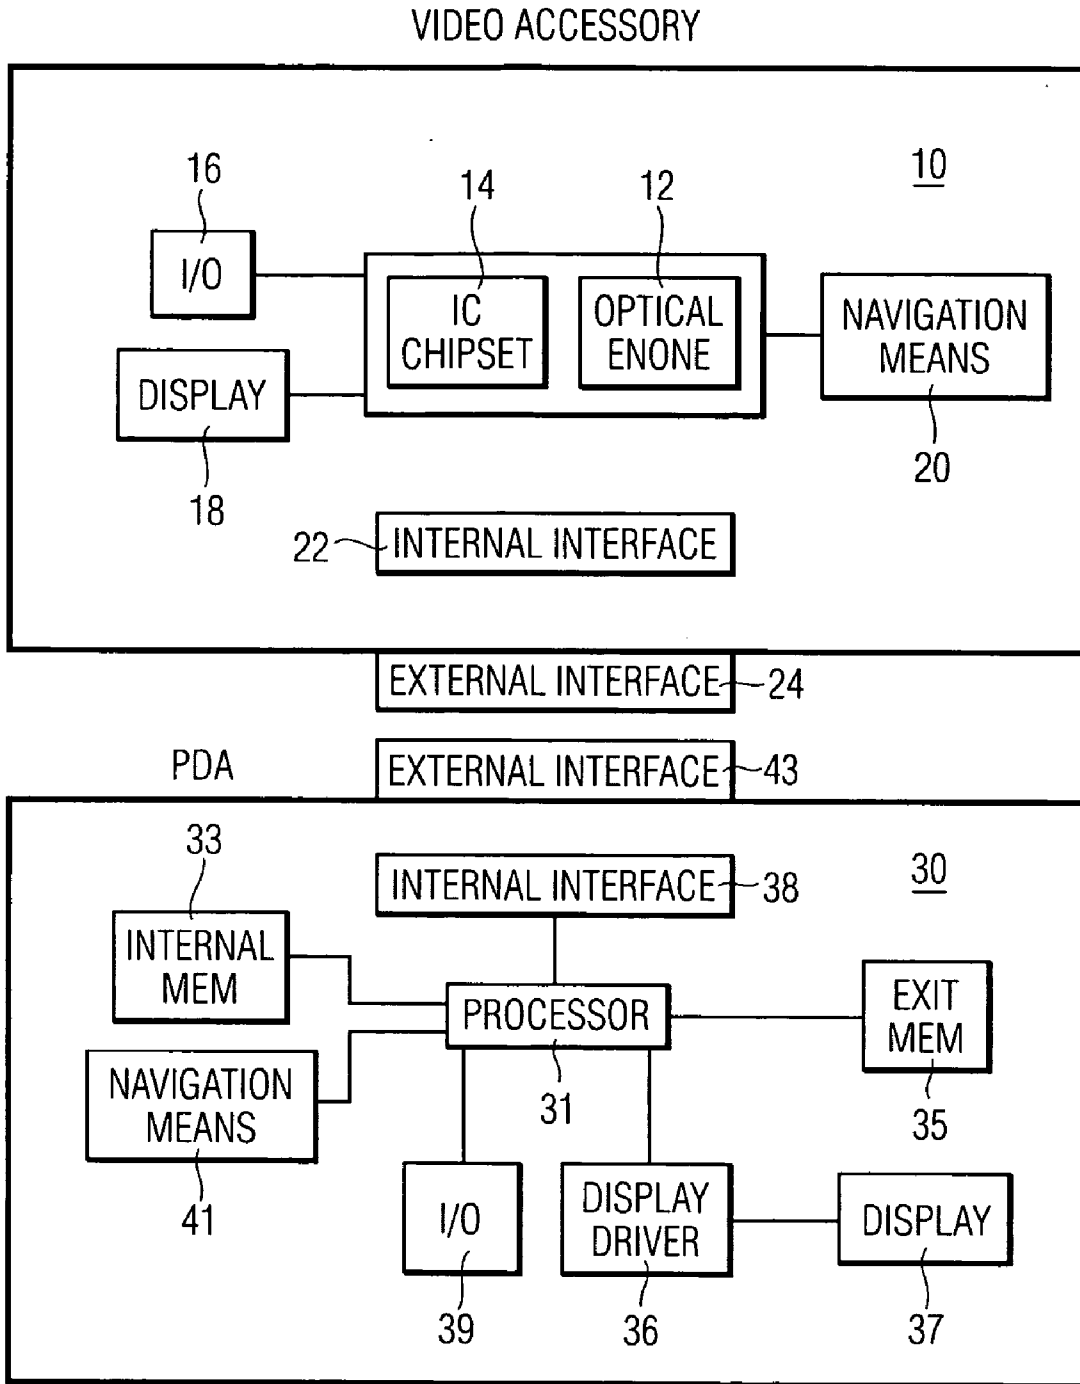 VIDEO ACCESSORY
10
16
14
12
I/O
IC
CHIPSET
OPTICAL
ENONE
NAVIGATION
MEANS
DISPLAY
20
18
22
INTERNAL INTERFACE
EXTERNAL INTERFACE
24
PDA
EXTERNAL INTERFACE
43
33
INTERNAL INTERFACE
38
30
INTERNAL
MEM
PROCESSOR
EXIT
MEM
31
35
NAVIGATION
MEANS
41
I/O
DISPLAY
DRIVER
DISPLAY
39
36
37